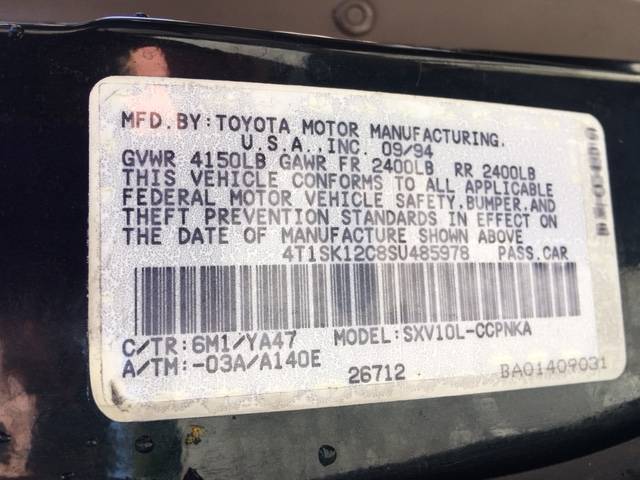 MFD. BY: TOYOTA MOTOR MANUFACTURING,
U.S.A., INC. 09/94
GVWR 4150LB GAWR FR 2400LB RR 2400LB
THIS VEHICLE CONFORMS TO ALL APPLICABLE
FEDERAL MOTOR VEHICLE SAFETY, BUMPER, AND
THEFT PREVENTION STANDARDS IN EFFECT ON
THE DATE OF MANUFACTURE SHOWN ABOVE
4T1SK12C8SU485978 PASS. CAR
C/TR: 6M1/YA47 MODEL: SXV10L-CCPNKA
A/TM: -03A/A140E
26712
BA01409031